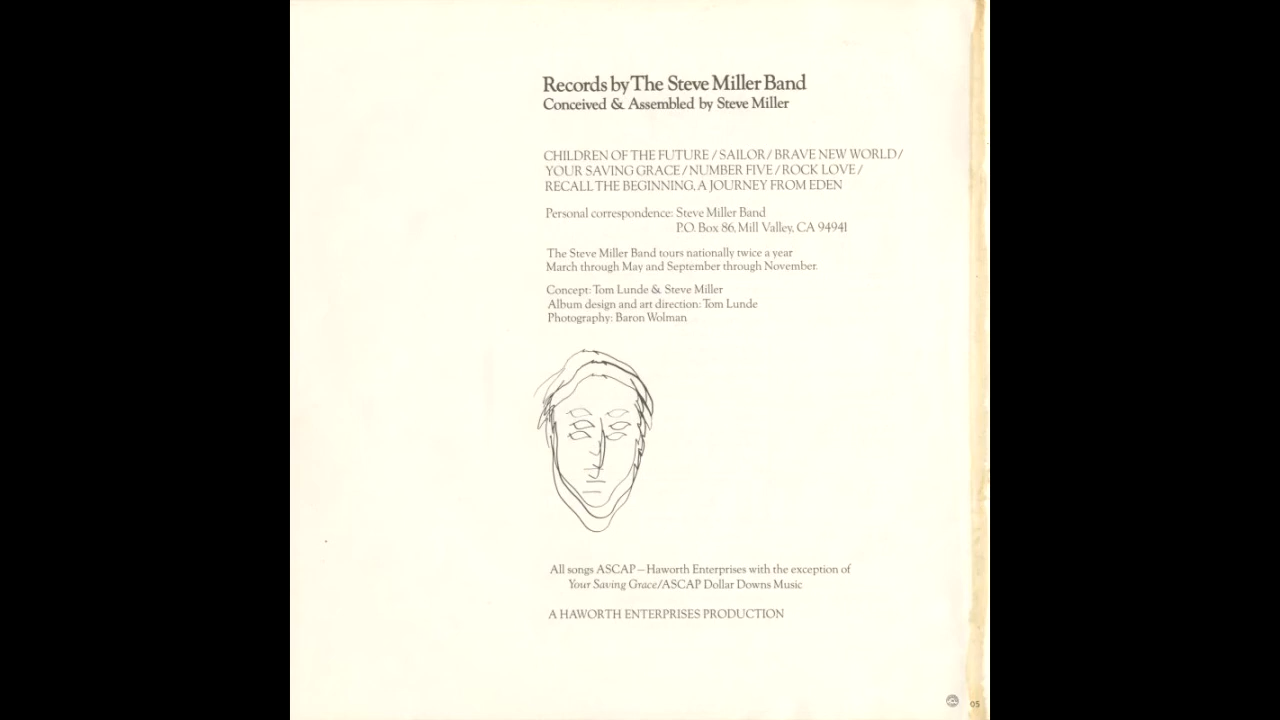 Records by The Steve Miller Band
Conceived & Assembled by Steve Miller
CHILDREN OF THE FUTURE / SAILOR / BRAVE NEW WORLD /
YOUR SAVING GRACE / NUMBER FIVE / ROCK LOVE /
RECALL THE BEGINNING, A JOURNEY FROM EDEN
Personal correspondence: Steve Miller Band
P.O. Box 86, Mill Valley, CA 94941
The Steve Miller Band tours nationally twice a year
March through May and September through November.
Concept: Tom Lunde & Steve Miller
Album design and art direction: Tom Lunde
Photography: Baron Wolman
All songs ASCAP—Haworth Enterprises with the exception of
Your Saving Grace/ASCAP Dollar Downs Music
A HAWORTH ENTERPRISES PRODUCTION
05